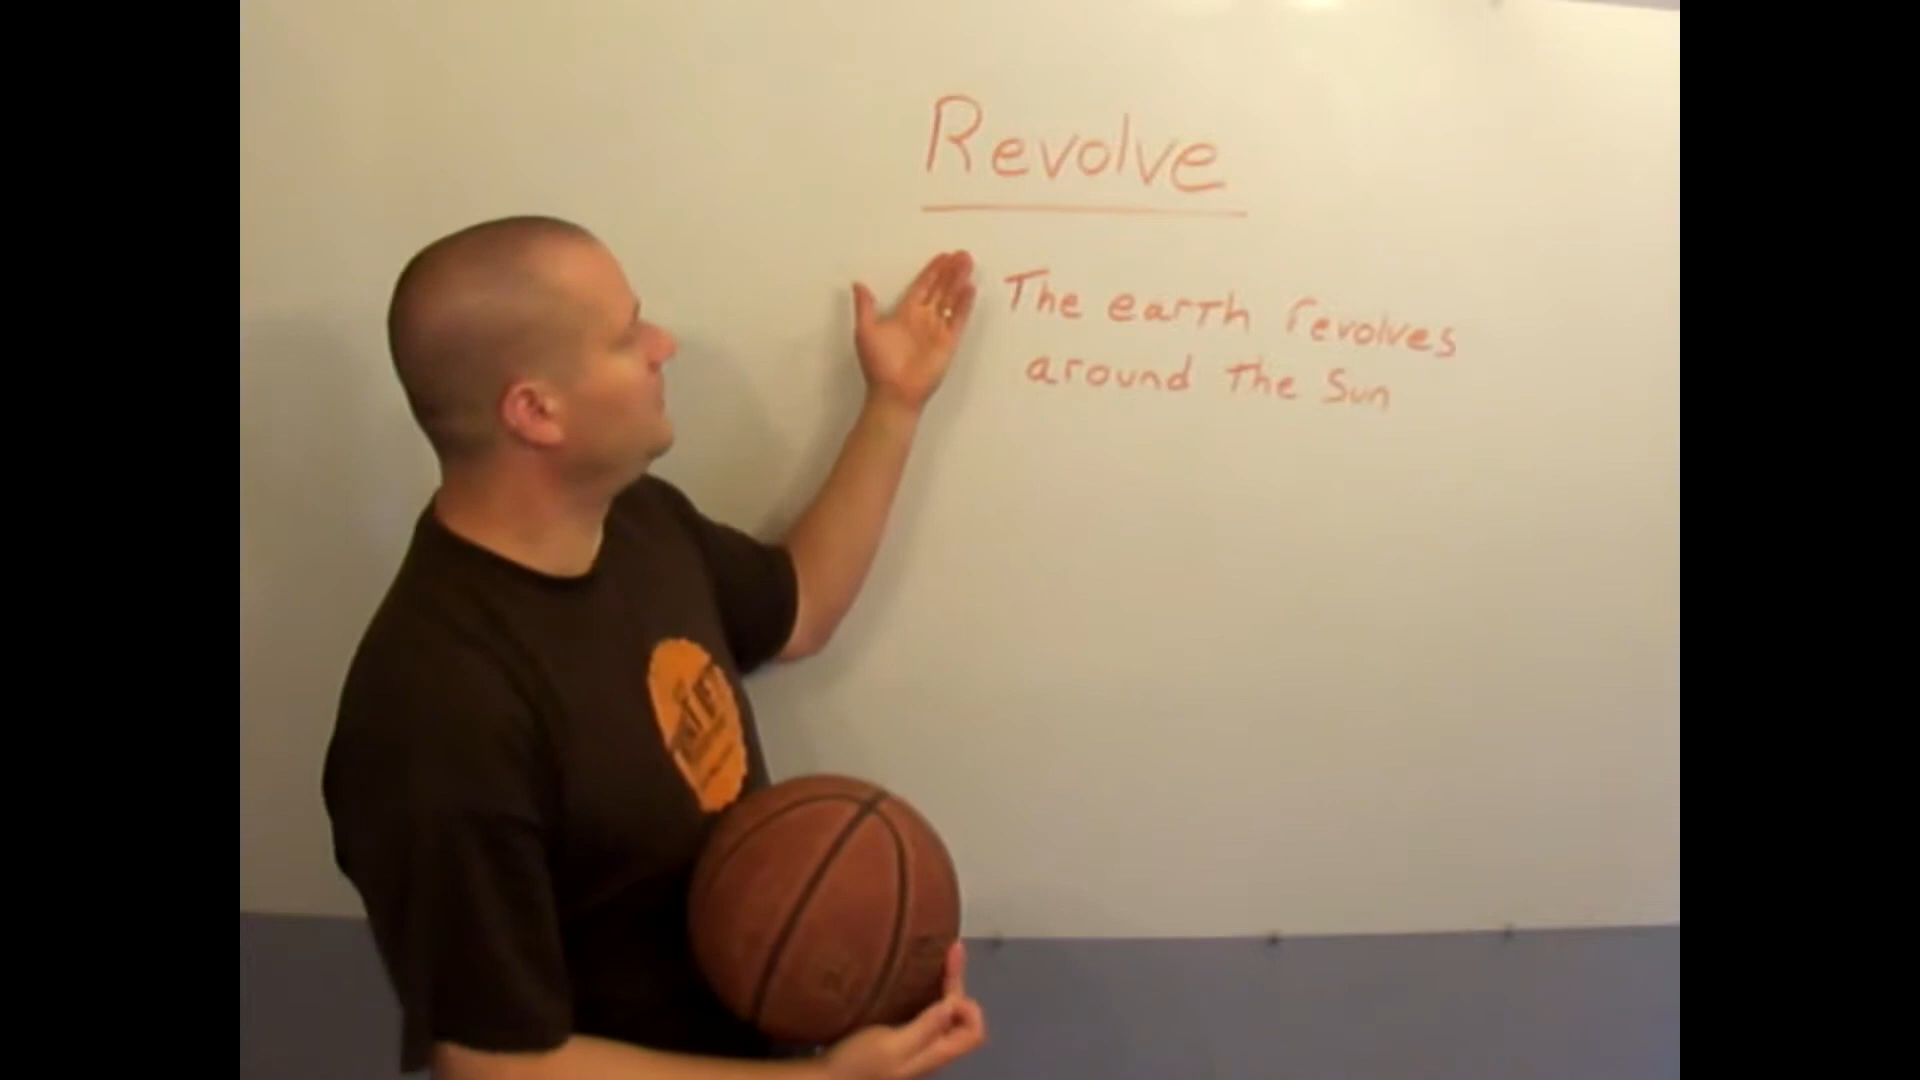 Revolve
The earth revolves
around the Sun